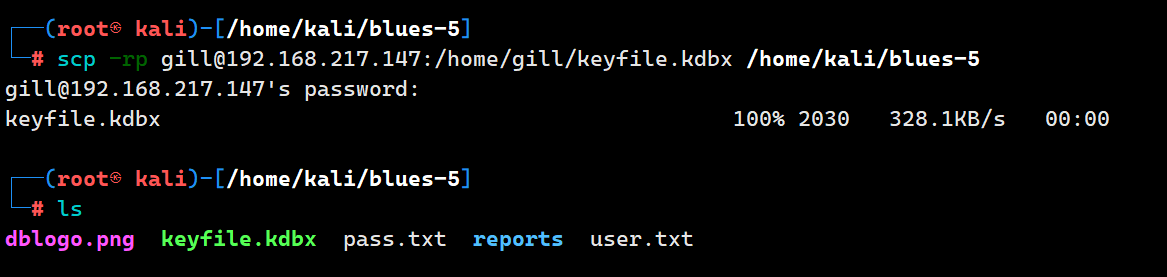 ┌──(root㉿ kali)-[/home/kali/blues-5]
└─# scp -rp gill@192.168.217.147:/home/gill/keyfile.kdbx /home/kali/blues-5
gill@192.168.217.147's password:
keyfile.kdbx 100% 2030 328.1KB/s 00:00
┌──(root㉿ kali)-[/home/kali/blues-5]
└─# ls
dblogo.png keyfile.kdbx pass.txt reports user.txt